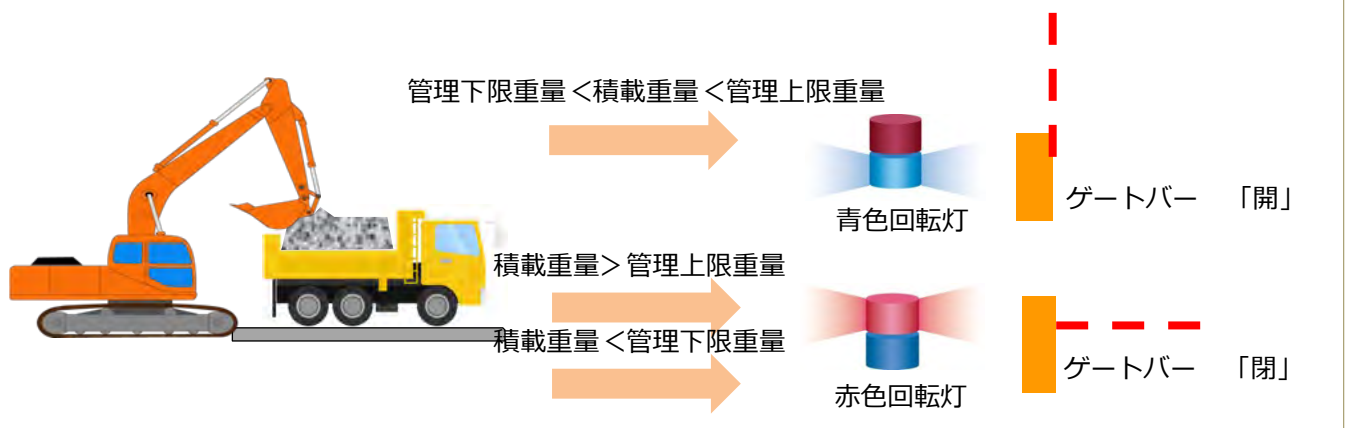 管理下限重量＜積載重量＜管理上限重量
青色回転灯
ゲートバー　「開」
積載重量＞管理上限重量
積載重量＜管理下限重量
赤色回転灯
ゲートバー　「閉」